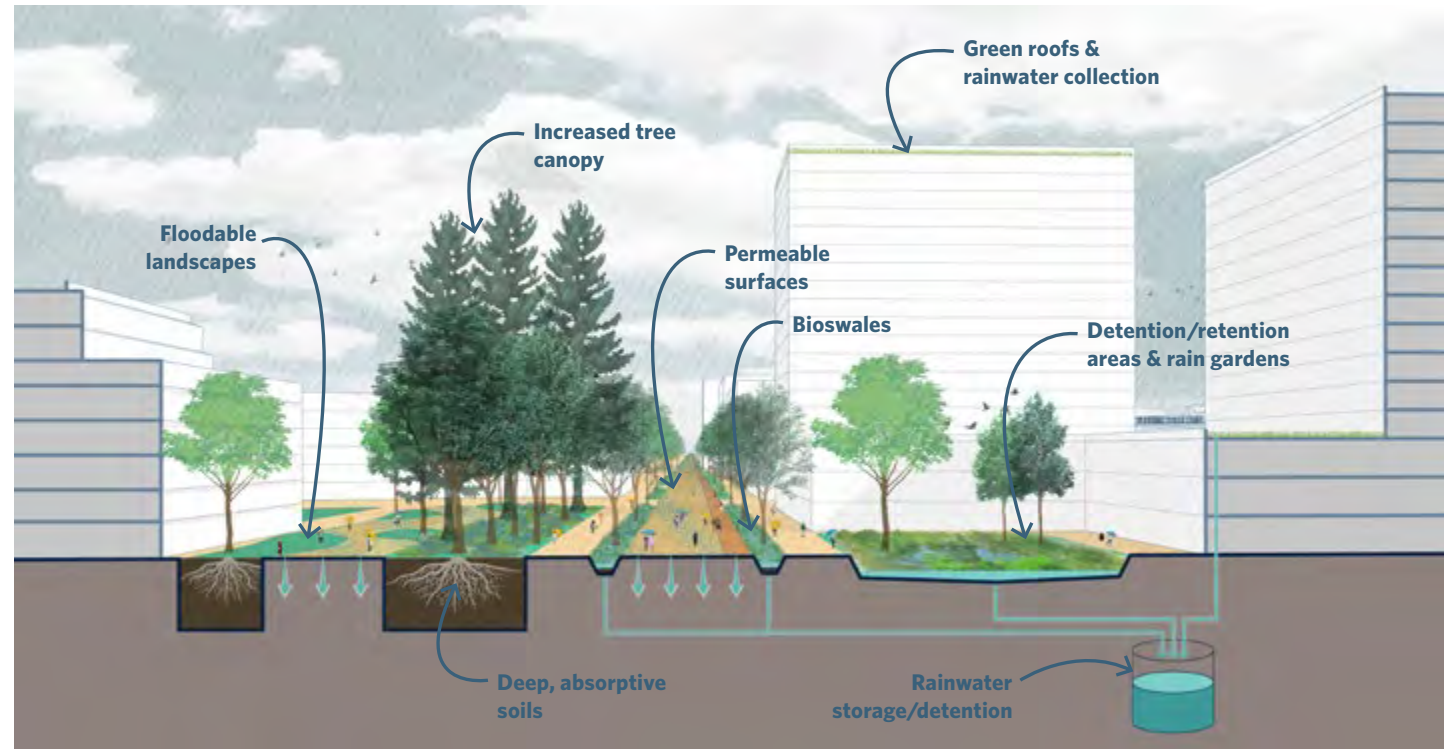 Green roofs &
rainwater collection
Increased tree
canopy
Floodable
landscapes
Permeable
surfaces
Bioswales
Detention/retention
areas & rain gardens
Deep, absorptive
soils
Rainwater
storage/detention